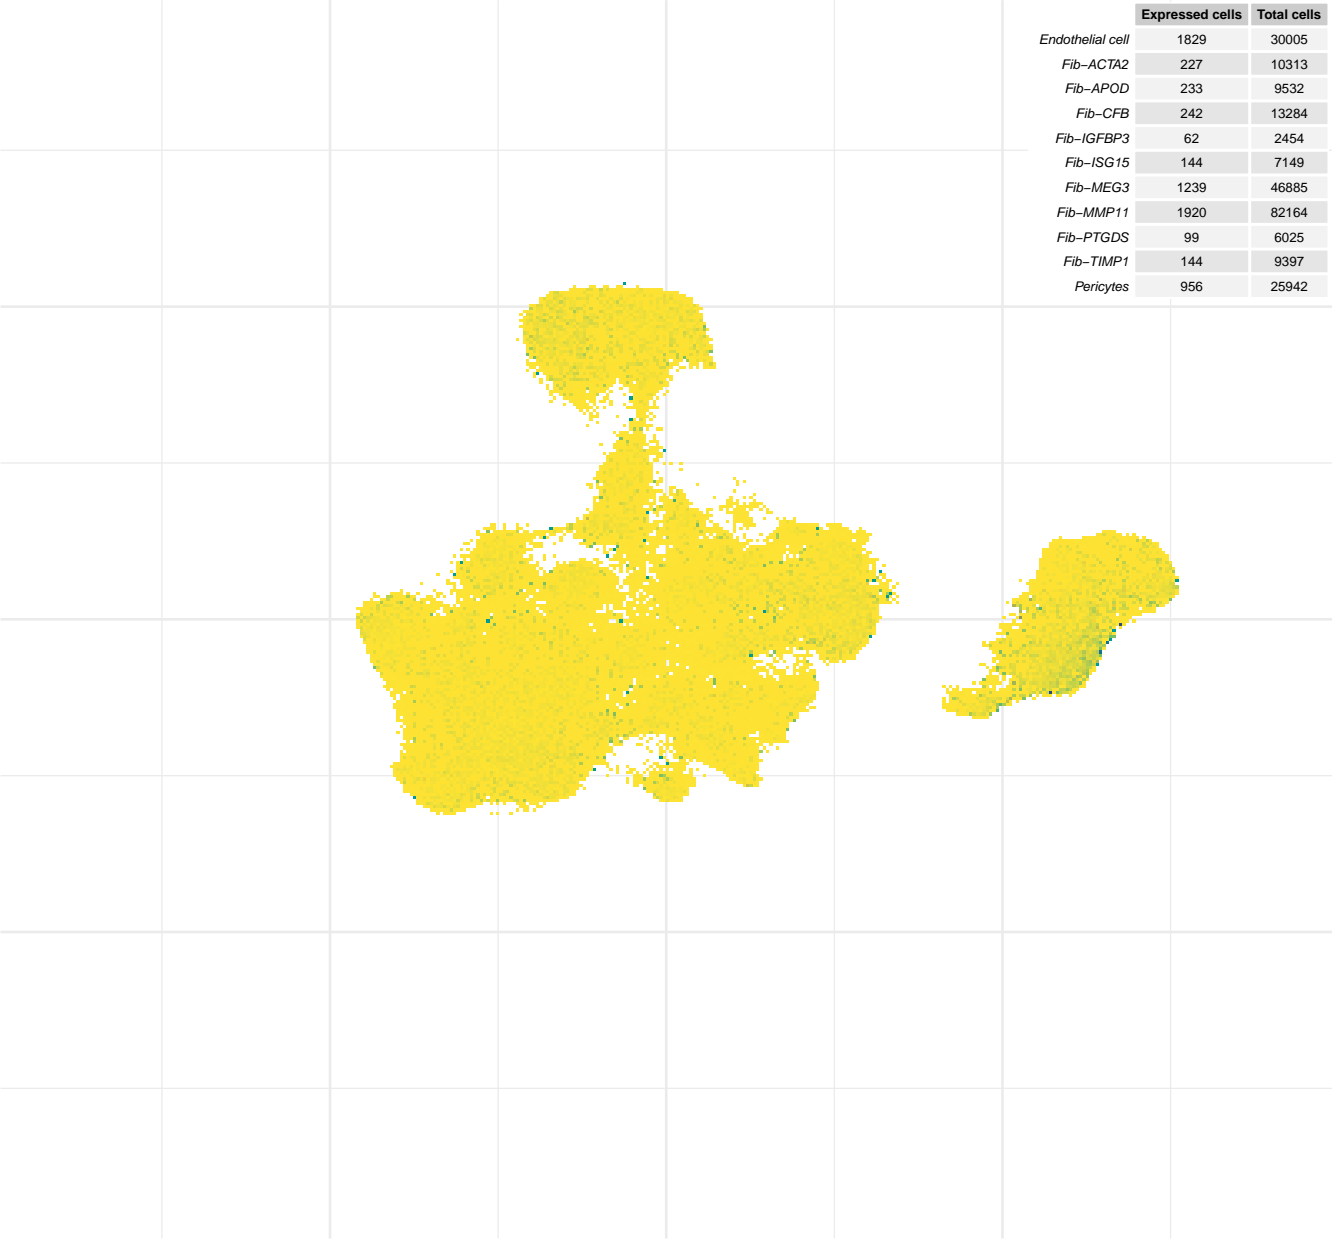 Expressed cells Total cells
Endothelial cell 1829 30005
Fib−ACTA2 227 10313
Fib−APOD 233 9532
Fib−CFB 242 13284
Fib−IGFBP3 62 2454
Fib−ISG15 144 7149
Fib−MEG3 1239 46885
Fib−MMP11 1920 82164
Fib−PTGDS 99 6025
Fib−TIMP1 144 9397
Pericytes 956 25942